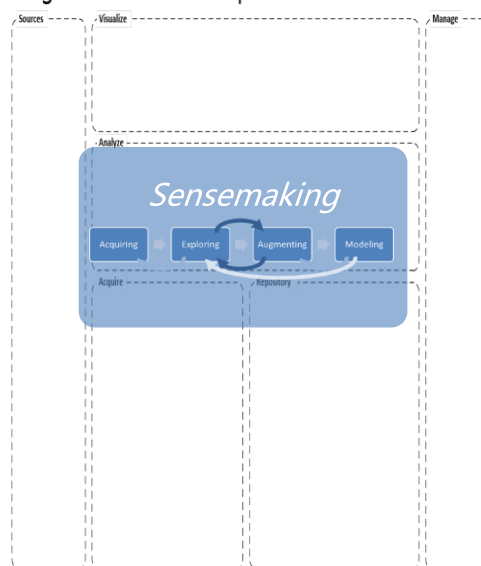 Sources
Visualize
Manage
Analyze
Sensemaking
Acquiring
Exploring
Augmenting
Modeling
Acquire
Repository